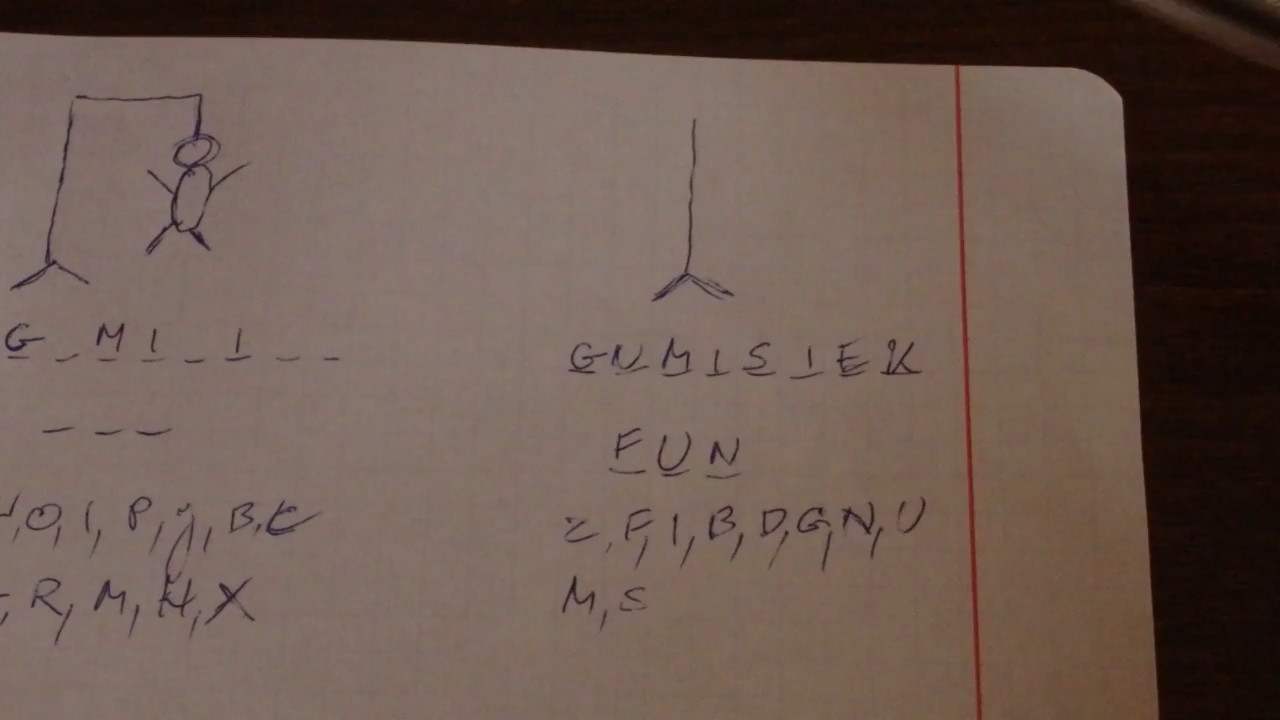 G _ M I _ I _ _
_ _ _
O, I, P, J, B, E
R, M, H, X
GUMISIEK
FUN
Z, F, I, B, D, G, N, U
M, S